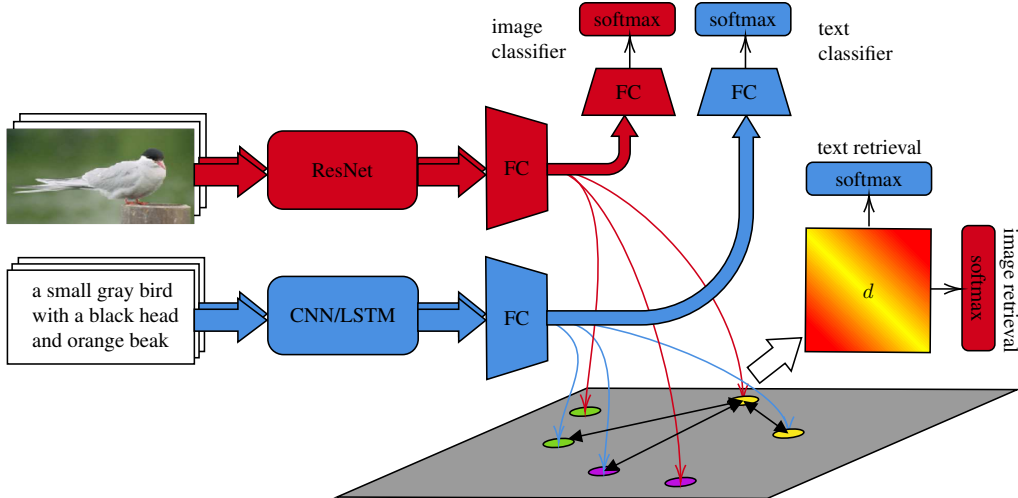 image
classifier
softmax
softmax
text
classifier
FC
FC
ResNet
FC
text retrieval
softmax
a small gray bird
with a black head
and orange beak
CNN/LSTM
FC
d
softmax
image retrieval